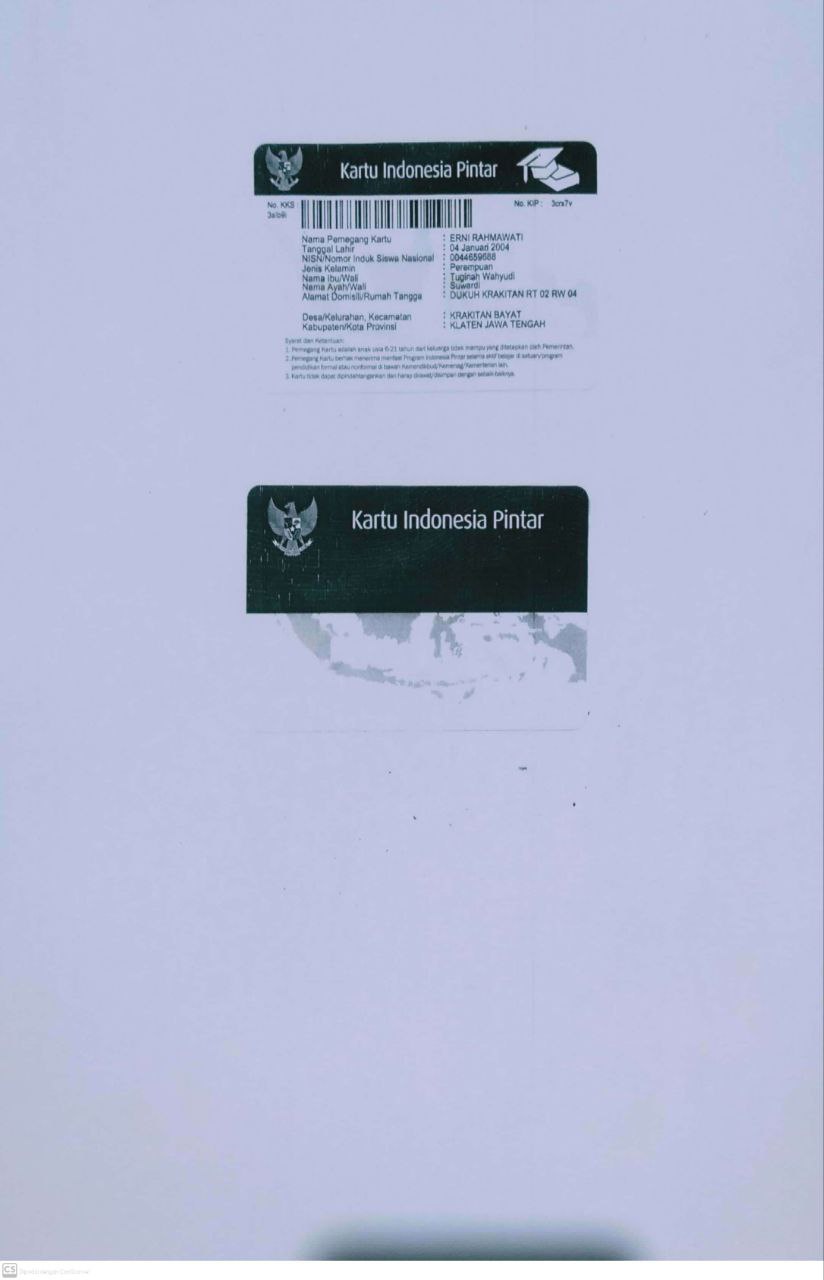 Kartu Indonesia Pintar
No. KKS :
No. KIP :
Nama Pemegang Kartu : ERNI RAHMAWATI
Tanggal Lahir : 04 Januari 2004
NISN/Nomor Induk Siswa Nasional : 0044659688
Jenis Kelamin : Perempuan
Nama Ibu/Wali : Tuginah Wahyudi
Nama Ayah/Wali : Suwardi
Alamat Domisili/Rumah Tangga : DUKUH KRAKITAN RT 02 RW 04
Desa/Kelurahan, Kecamatan : KRAKITAN BAYAT
Kabupaten/Kota Provinsi : KLATEN JAWA TENGAH
Syarat dan Ketentuan:
1. Pemegang Kartu adalah anak usia 6-21 tahun dari keluarga tidak mampu yang ditetapkan oleh Pemerintah.
2. Pemegang Kartu berhak menerima manfaat Program Indonesia Pintar selama aktif belajar di satuan/program
pendidikan formal atau nonformal di bawah Kemendikbud/Kemenag/Kementerian lain.
3. Kartu tidak dapat dipindahtangankan dan harap dirawat/disimpan dengan sebaik-baiknya.
Kartu Indonesia Pintar
CS